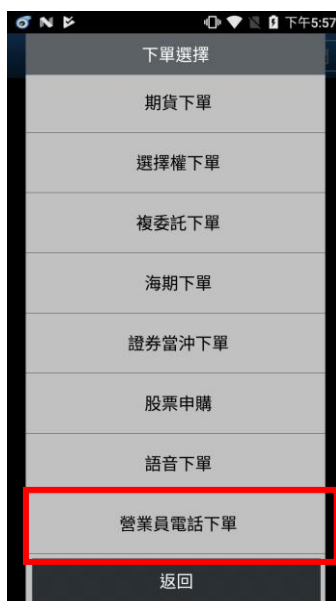 下午5:57
下單選擇
期貨下單
選擇權下單
複委託下單
海期下單
證券當沖下單
股票申購
語音下單
營業員電話下單
返回